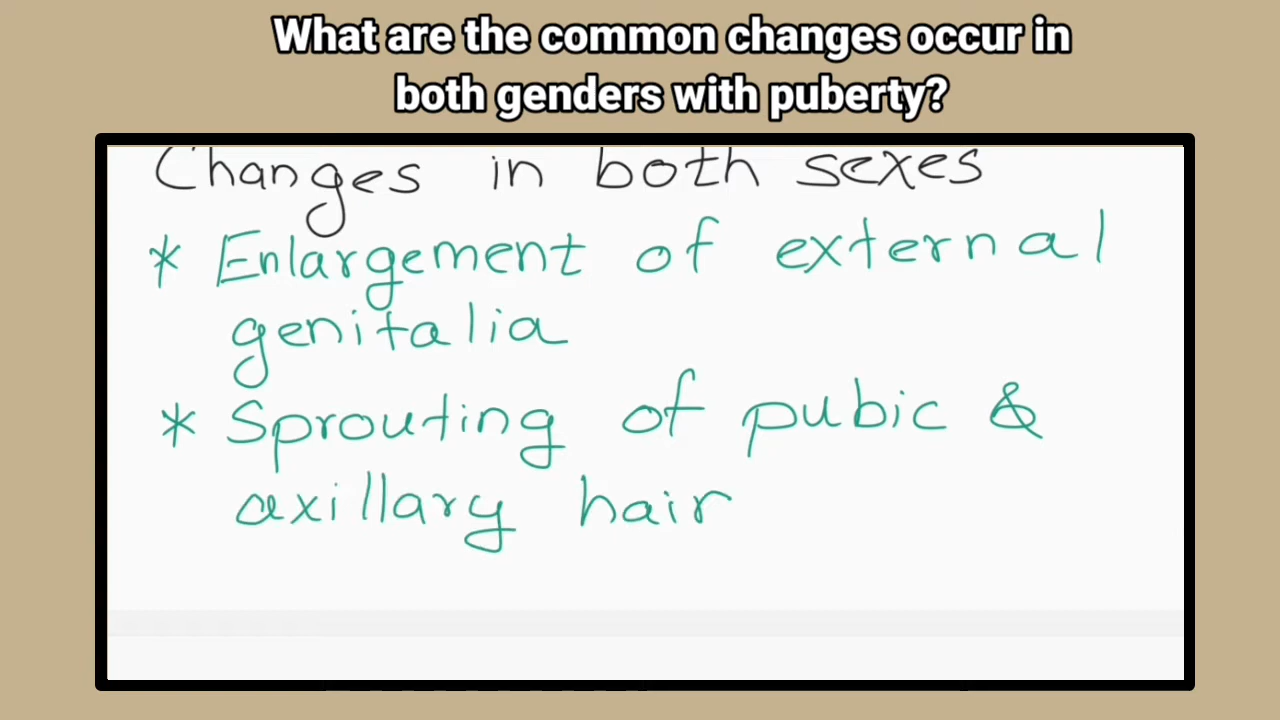 What are the common changes occur in
both genders with puberty?
Changes in both sexes
* Enlargement of external
genitalia
* Sprouting of pubic &
axillary hair